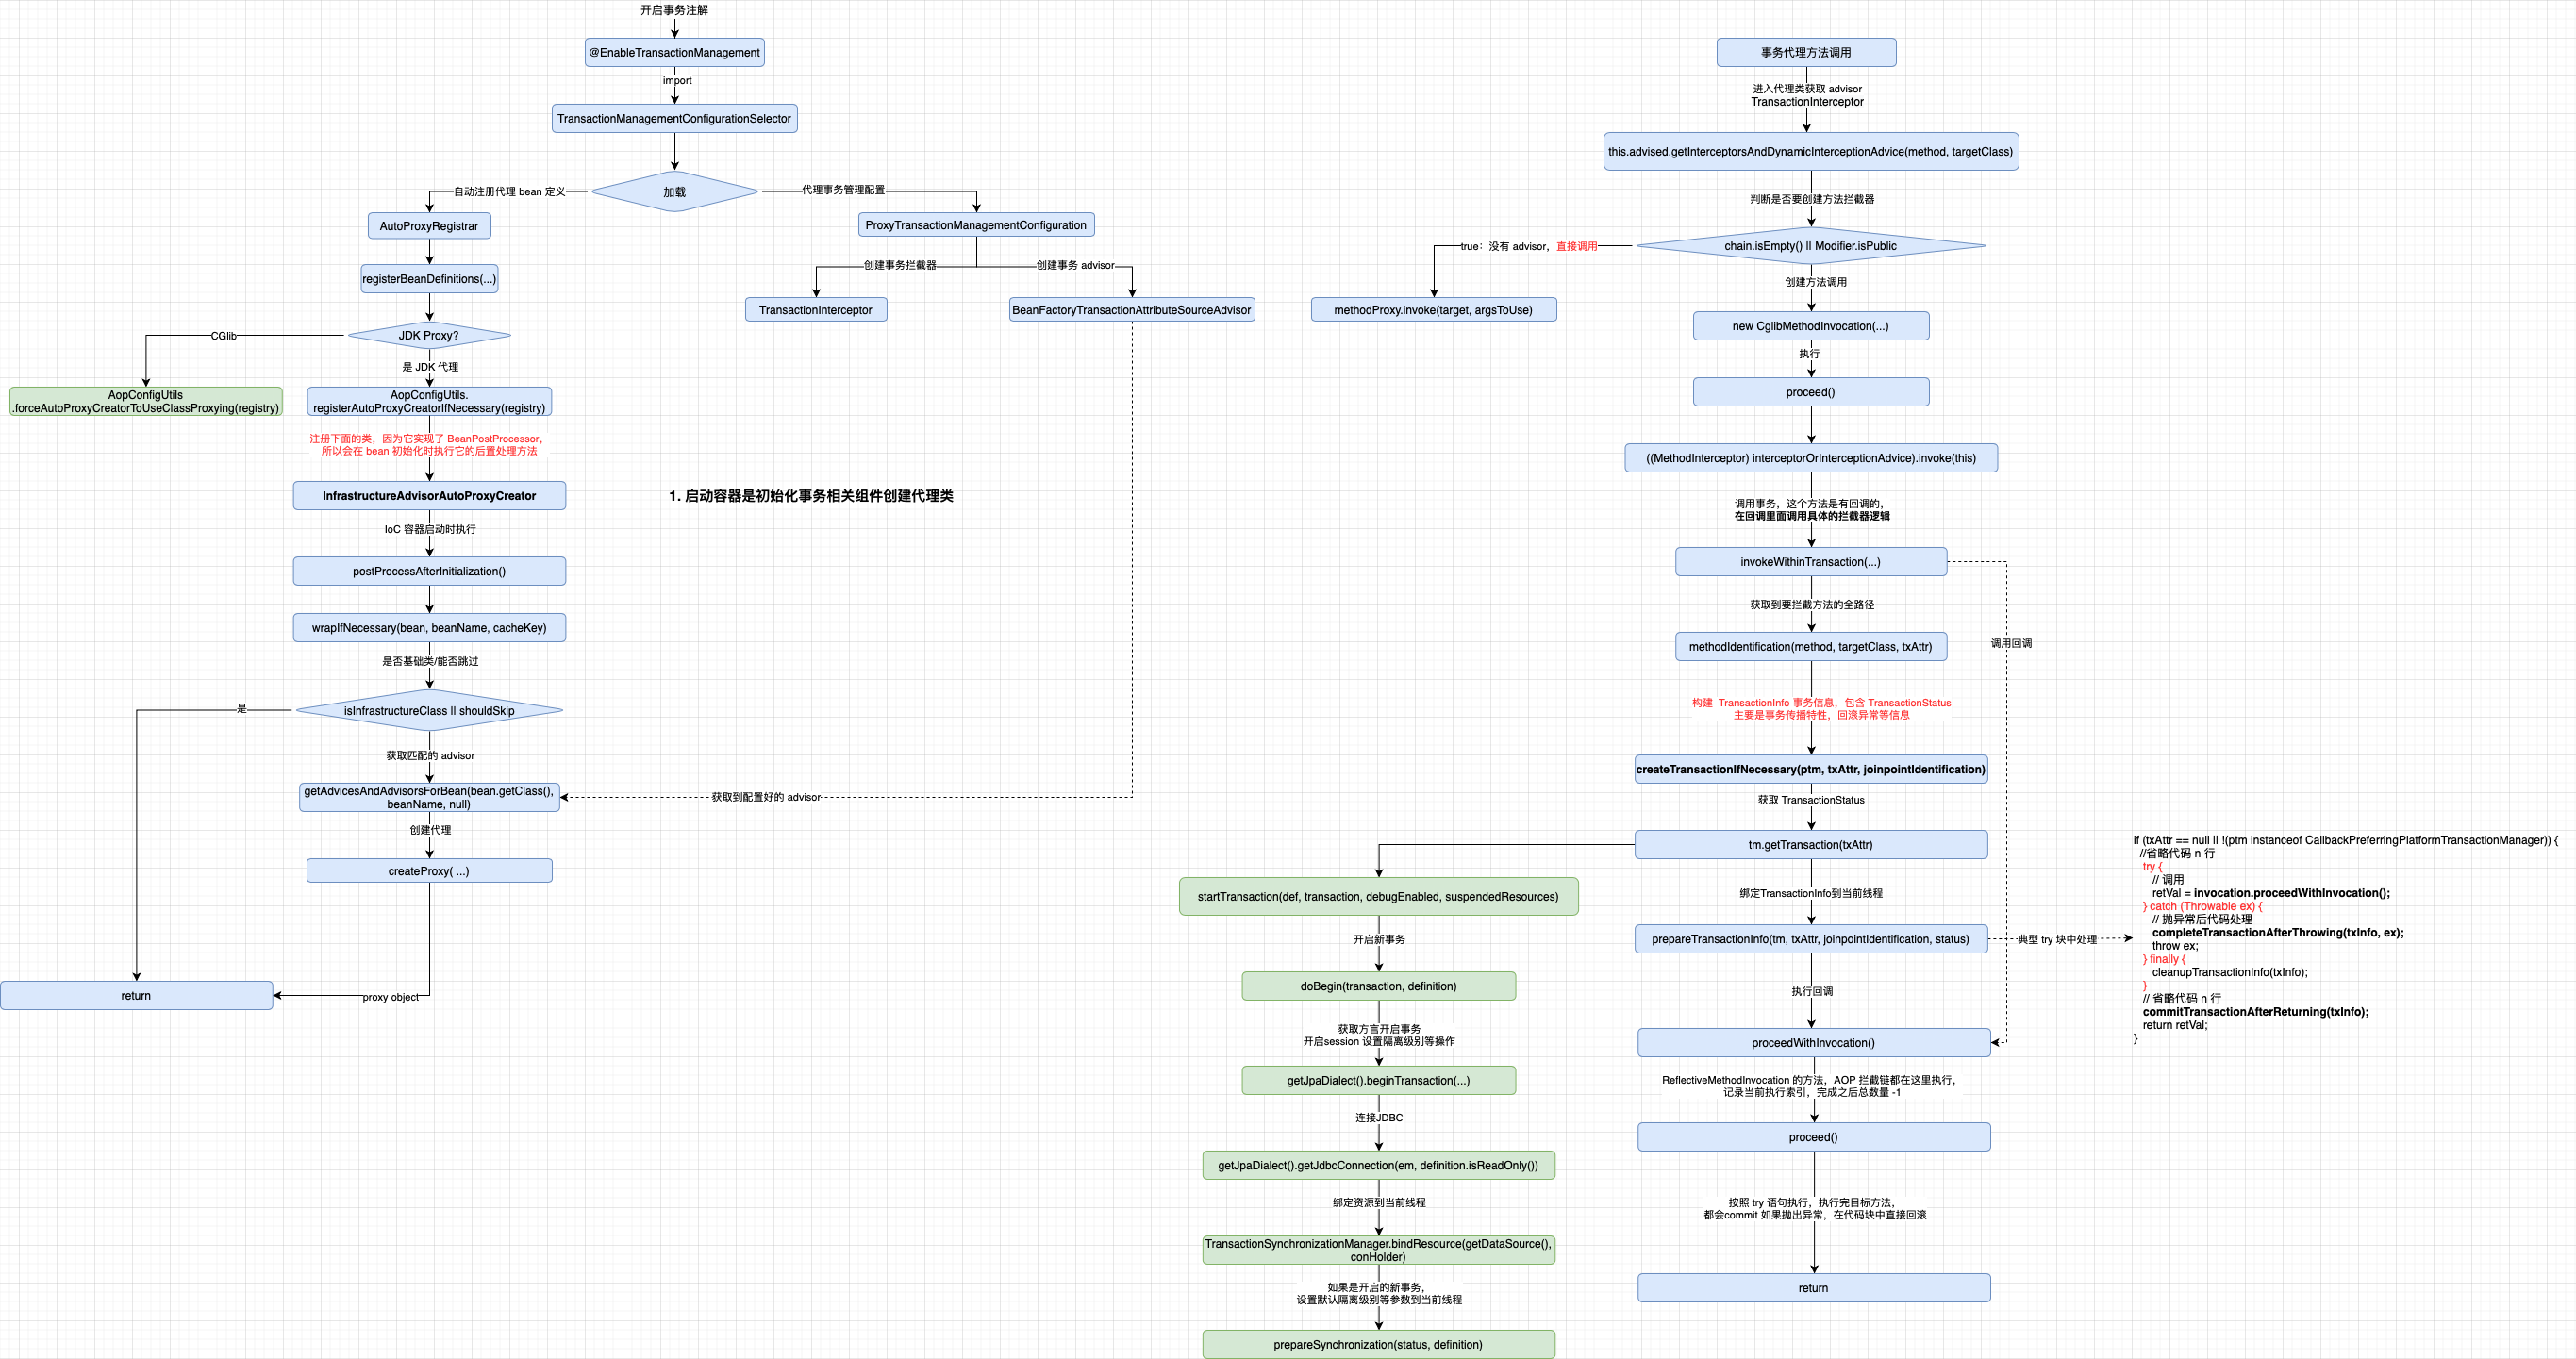 开启事务注解
@EnableTransactionManagement
import
TransactionManagementConfigurationSelector
加载
自动注册代理 bean 定义
代理事务管理配置
AutoProxyRegistrar
ProxyTransactionManagementConfiguration
registerBeanDefinitions(...)
创建事务拦截器
创建事务 advisor
TransactionInterceptor
BeanFactoryTransactionAttributeSourceAdvisor
JDK Proxy?
CGlib
是 JDK 代理
AopConfigUtils
.forceAutoProxyCreatorToUseClassProxying(registry)
AopConfigUtils.
registerAutoProxyCreatorIfNecessary(registry)
注册下面的类，因为它实现了 BeanPostProcessor，
所以会在 bean 初始化时执行它的后置处理方法
InfrastructureAdvisorAutoProxyCreator
1. 启动容器是初始化事务相关组件创建代理类
IoC 容器启动时执行
postProcessAfterInitialization()
wrapIfNecessary(bean, beanName, cacheKey)
是否基础类/能否跳过
isInfrastructureClass || shouldSkip
是
获取匹配的 advisor
getAdvicesAndAdvisorsForBean(bean.getClass(),
beanName, null)
获取到配置好的 advisor
创建代理
createProxy( ...)
proxy object
return
事务代理方法调用
进入代理类获取 advisor
TransactionInterceptor
this.advised.getInterceptorsAndDynamicInterceptionAdvice(method, targetClass)
判断是否要创建方法拦截器
chain.isEmpty() || Modifier.isPublic
true：没有 advisor，直接调用
methodProxy.invoke(target, argsToUse)
创建方法调用
new CglibMethodInvocation(...)
执行
proceed()
((MethodInterceptor) interceptorOrInterceptionAdvice).invoke(this)
调用事务，这个方法是有回调的，
在回调里面调用具体的拦截器逻辑
invokeWithinTransaction(...)
获取到要拦截方法的全路径
调用回调
methodIdentification(method, targetClass, txAttr)
构建  TransactionInfo 事务信息，包含 TransactionStatus
主要是事务传播特性，回滚异常等信息
createTransactionIfNecessary(ptm, txAttr, joinpointIdentification)
获取 TransactionStatus
tm.getTransaction(txAttr)
绑定TransactionInfo到当前线程
prepareTransactionInfo(tm, txAttr, joinpointIdentification, status)
典型 try 块中处理
执行回调
proceedWithInvocation()
ReflectiveMethodInvocation 的方法，AOP 拦截链都在这里执行，
记录当前执行索引，完成之后总数量 -1
proceed()
按照 try 语句执行，执行完目标方法，
都会commit 如果抛出异常，在代码块中直接回滚
return
startTransaction(def, transaction, debugEnabled, suspendedResources)
开启新事务
doBegin(transaction, definition)
获取方言开启事务
开启session 设置隔离级别等操作
getJpaDialect().beginTransaction(...)
连接JDBC
getJpaDialect().getJdbcConnection(em, definition.isReadOnly())
绑定资源到当前线程
TransactionSynchronizationManager.bindResource(getDataSource(),
conHolder)
如果是开启的新事务，
设置默认隔离级别等参数到当前线程
prepareSynchronization(status, definition)
if (txAttr == null || !(ptm instanceof CallbackPreferringPlatformTransactionManager)) {
//省略代码 n 行
try {
// 调用
retVal = invocation.proceedWithInvocation();
} catch (Throwable ex) {
// 抛异常后代码处理
completeTransactionAfterThrowing(txInfo, ex);
throw ex;
} finally {
cleanupTransactionInfo(txInfo);
}
// 省略代码 n 行
commitTransactionAfterReturning(txInfo);
return retVal;
}